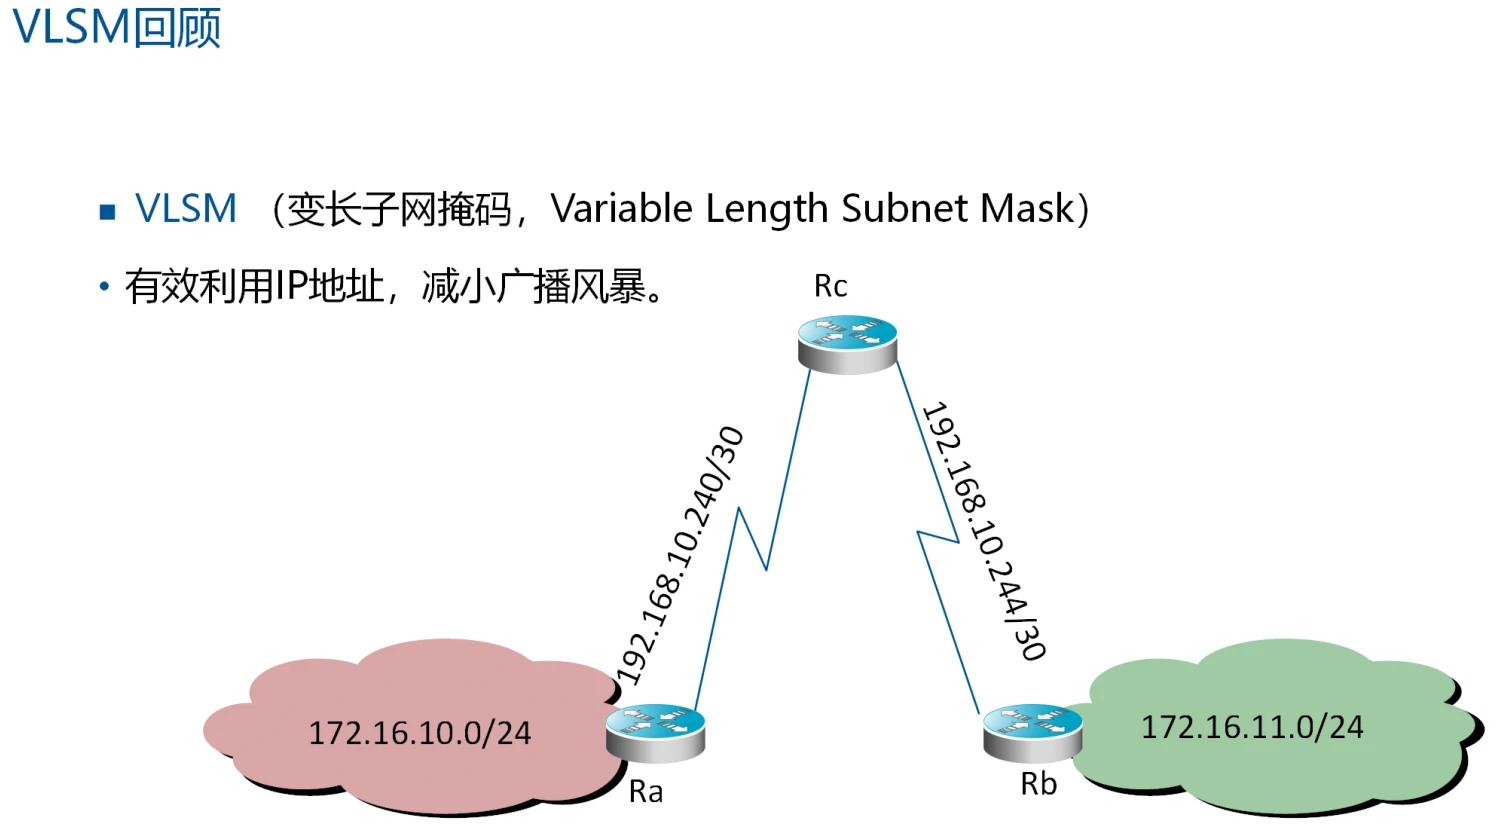 VLSM回顾
■ VLSM （变长子网掩码，Variable Length Subnet Mask）
• 有效利用IP地址，减小广播风暴。
Rc
192.168.10.240/30
192.168.10.244/30
172.16.10.0/24
172.16.11.0/24
Ra
Rb